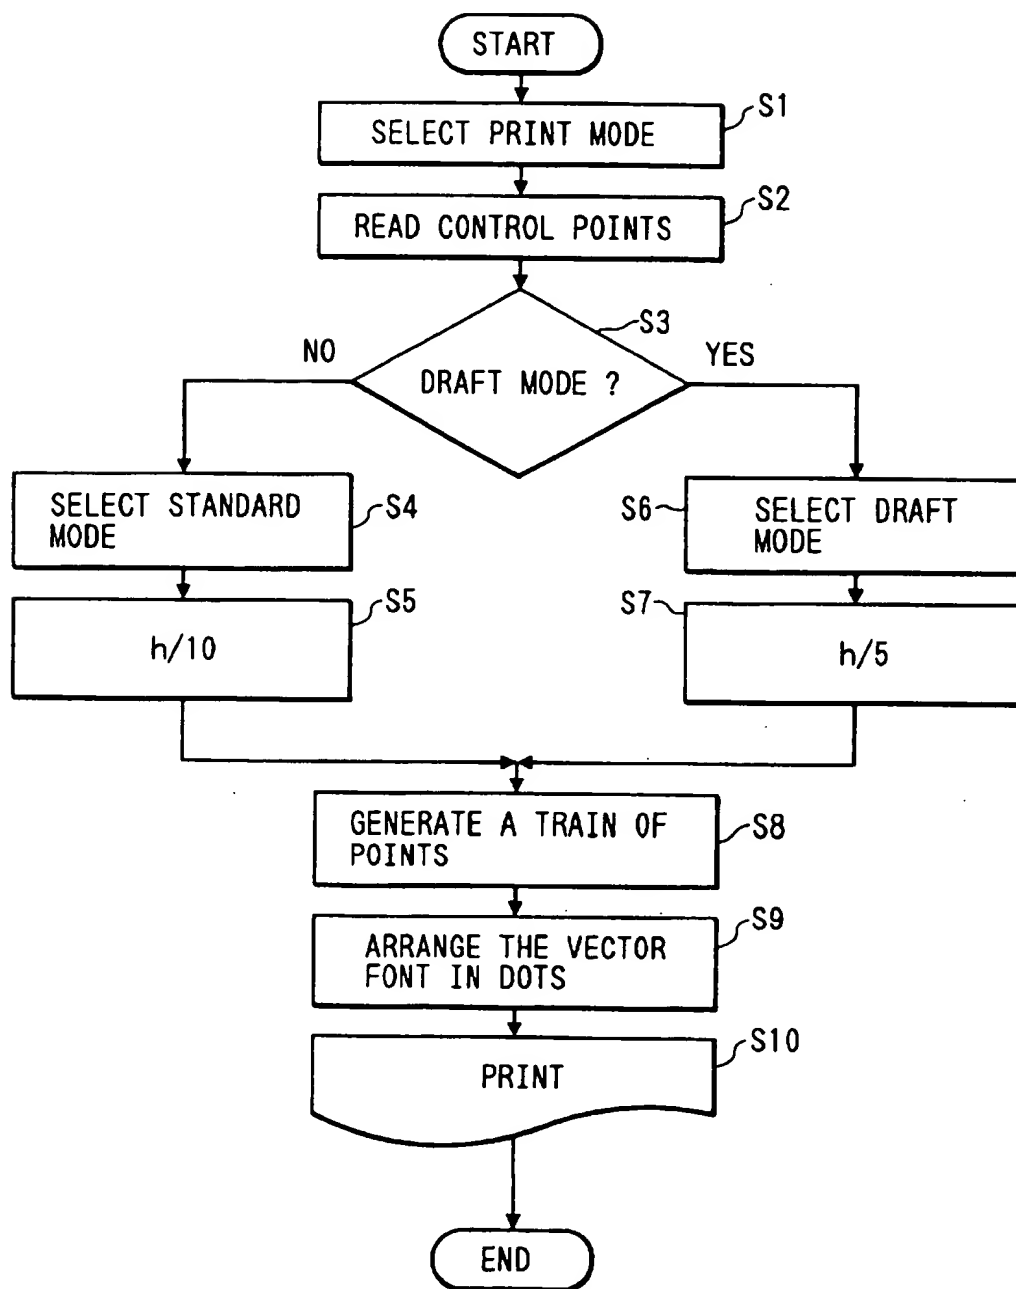 START
S1
SELECT PRINT MODE
S2
READ CONTROL POINTS
S3
NO
YES
DRAFT MODE ?
SELECT STANDARD
MODE
S4
S6
SELECT DRAFT
MODE
S5
h/10
S7
h/5
GENERATE A TRAIN OF
POINTS
S8
ARRANGE THE VECTOR
FONT IN DOTS
S9
PRINT
S10
END